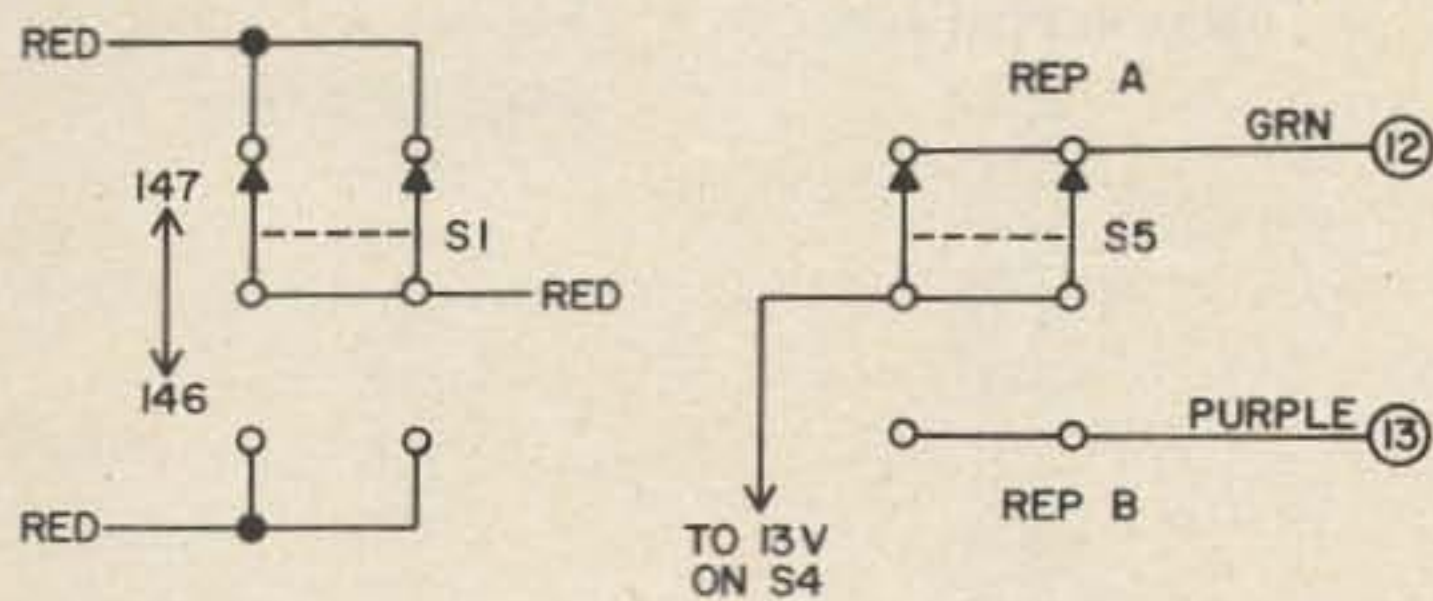 RED
147
146
S1
RED
RED
REP A
GRN
12
S5
PURPLE
13
REP B
TO 13V
ON S4